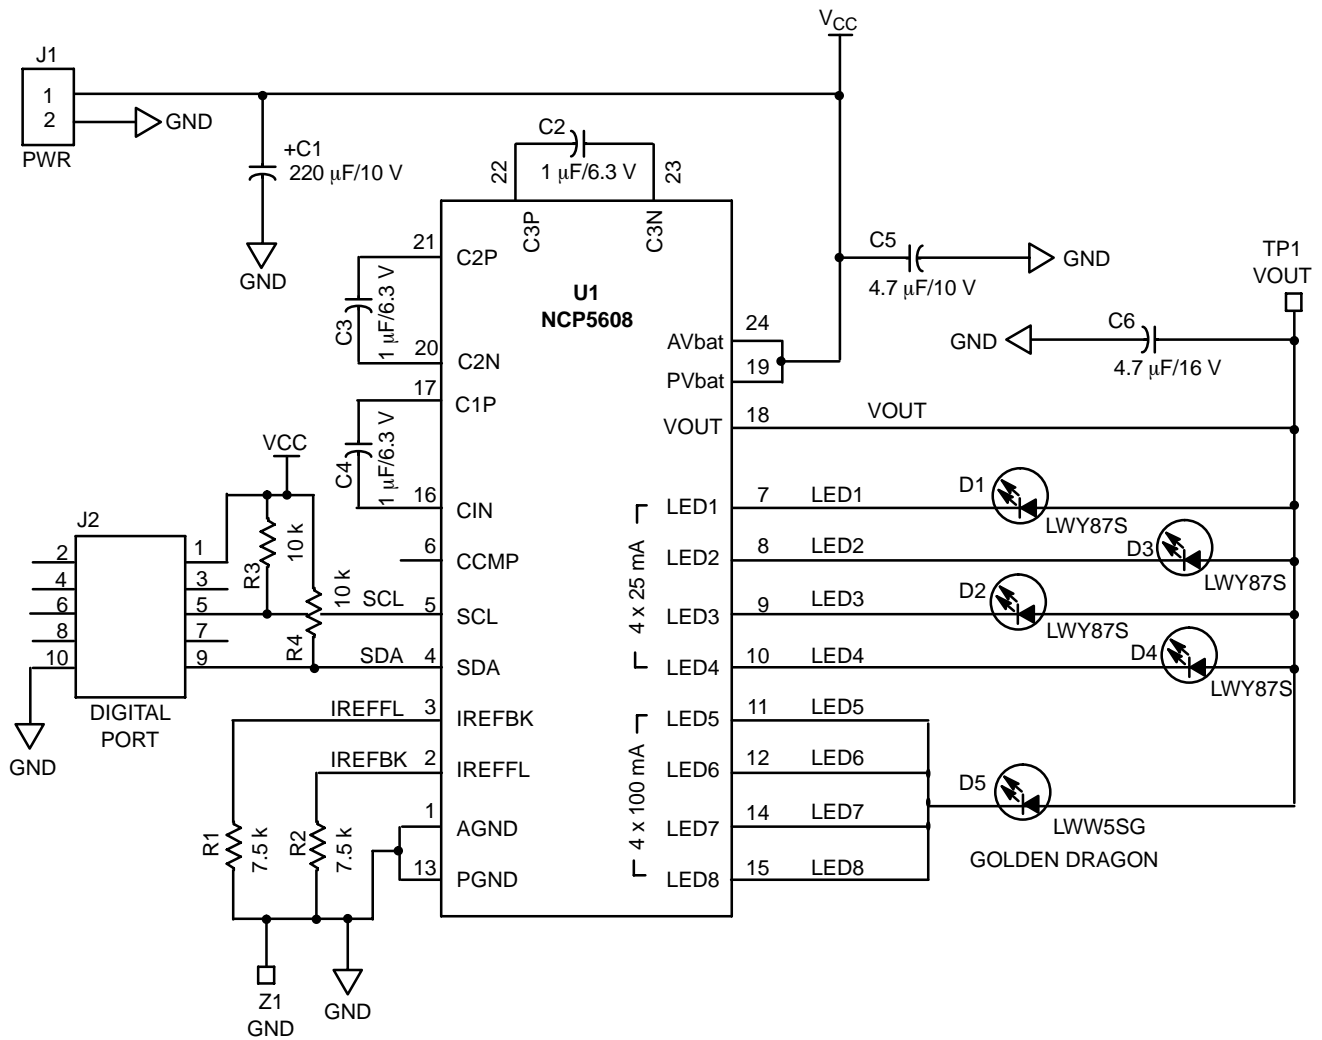 V_CC
J1
1
2
GND
PWR
+C1
220 μF/10 V
GND
C2
1 μF/6.3 V
22
23
C3P
C3N
21
C2P
C3
1 μF/6.3 V
20
C2N
17
C1P
C4
1 μF/6.3 V
16
CIN
6
CCMP
U1
NCP5608
C5
4.7 μF/10 V
GND
TP1
VOUT
GND
C6
4.7 μF/16 V
24
AVbat
19
PVbat
18
VOUT
VOUT
VCC
J2
2
4
6
8
10
1
3
5
7
9
DIGITAL
PORT
GND
R3
10 k
R4
10 k
SCL
5
SCL
SDA
4
SDA
IREFFL
3
IREFBK
IREFBK
2
IREFFL
1
AGND
13
PGND
R1
7.5 k
R2
7.5 k
Z1
GND
GND
4 x 25 mA
LED1
7
LED1
D1
LWY87S
LED2
8
LED2
D3
LWY87S
LED3
9
LED3
D2
LWY87S
LED4
10
LED4
D4
LWY87S
4 x 100 mA
LED5
11
LED5
LED6
12
LED6
LED7
14
LED7
LED8
15
LED8
D5
LWW5SG
GOLDEN DRAGON